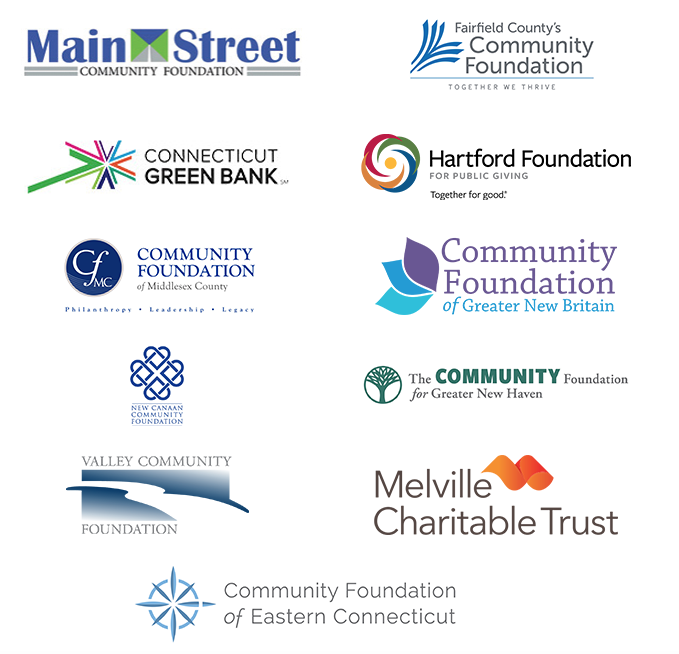 Main Street
COMMUNITY FOUNDATION
Fairfield County's
Community
Foundation
TOGETHER WE THRIVE
CONNECTICUT
GREEN BANK SM
Hartford Foundation
FOR PUBLIC GIVING
Together for good.®
Cf
MC
COMMUNITY
FOUNDATION
of Middlesex County
Philanthropy • Leadership • Legacy
Community
Foundation
of Greater New Britain
NEW CANAAN
COMMUNITY
FOUNDATION
The COMMUNITY Foundation
for Greater New Haven
VALLEY COMMUNITY
FOUNDATION
Melville
Charitable Trust
Community Foundation
of Eastern Connecticut